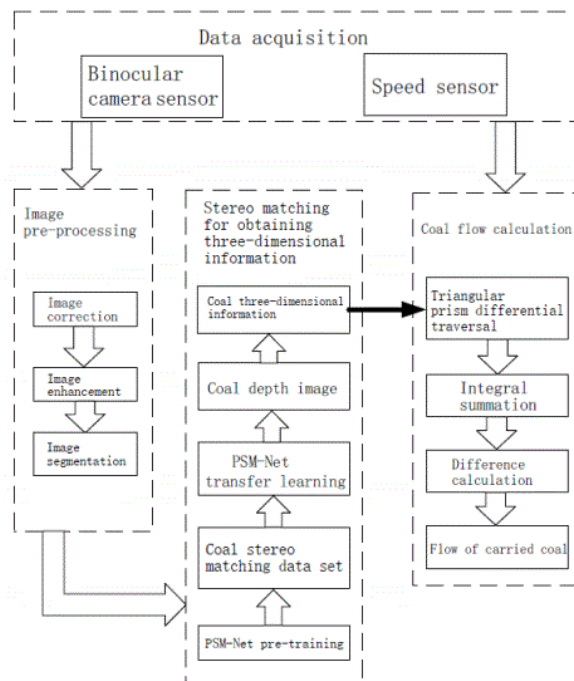 Data acquisition
Binocular
camera sensor
Speed sensor
Image
pre-processing
Image
correction
Image
enhancement
Image
segmentation
Stereo matching
for obtaining
three-dimensional
information
Coal three-dimensional
information
Coal depth image
PSM-Net
transfer learning
Coal stereo
matching data set
PSM-Net pre-training
Coal flow calculation
Triangular
prism differential
traversal
Integral
summation
Difference
calculation
Flow of carried coal